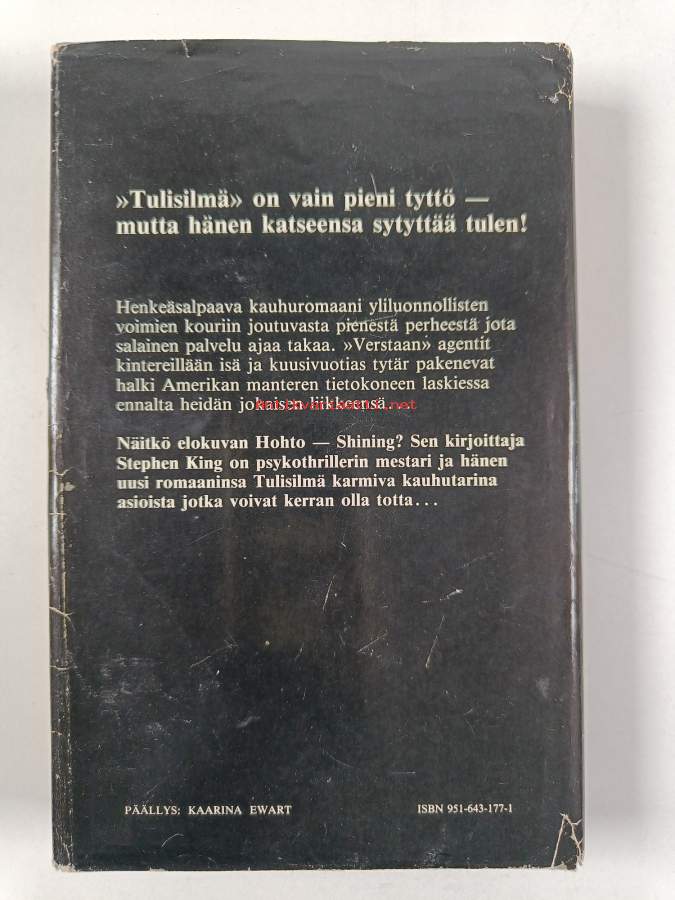 »Tulisilmä» on vain pieni tyttö —
mutta hänen katseensa sytyttää tulen!
Henkeäsalpaava kauhuromaani yliluonnollisten
voimien kouriin joutuvasta pienestä perheestä jota
salainen palvelu ajaa takaa. »Verstaan» agentit
kintereillään isä ja kuusivuotias tytär pakenevat
halki Amerikan manteren tietokoneen laskiessa
ennalta heidän jokaisen liikkeensä...
Näitkö elokuvan Hohto — Shining? Sen kirjoittaja
Stephen King on psykothrillerin mestari ja hänen
uusi romaaninsa Tulisilmä karmiva kauhutarina
asioista jotka voivat kerran olla totta...
PÄÄLLYS: KAARINA EWART
ISBN 951-643-177-1